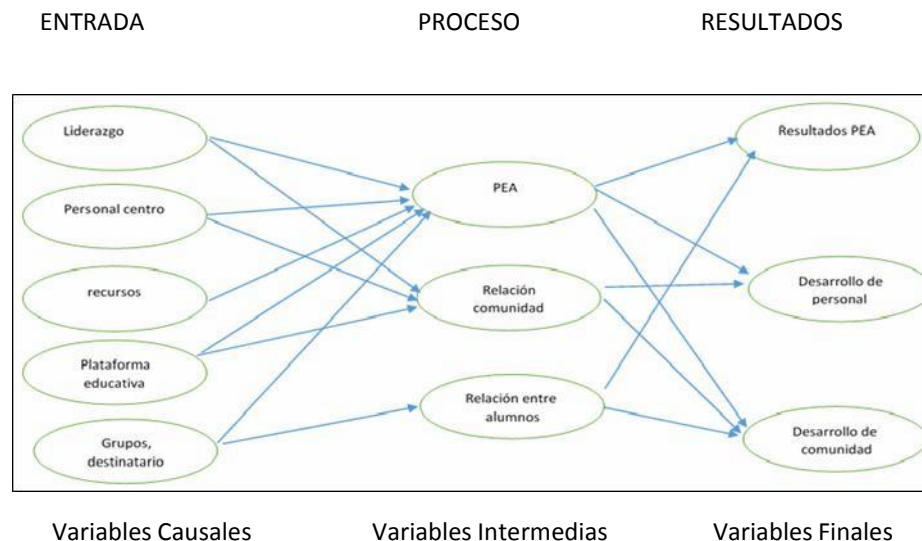 ENTRADA
PROCESO
RESULTADOS
Liderazgo
Personal centro
recursos
Plataforma
educativa
Grupos,
destinatario
PEA
Relación
comunidad
Relación entre
alumnos
Resultados PEA
Desarrollo de
personal
Desarrollo de
comunidad
Variables Causales
Variables Intermedias
Variables Finales